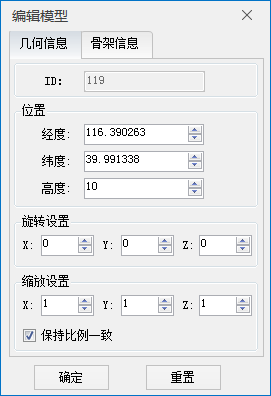 编辑模型
几何信息 骨架信息
ID: 119
位置
经度: 116.390263
纬度: 39.991338
高度: 10
旋转设置
X: 0 Y: 0 Z: 0
缩放设置
X: 1 Y: 1 Z: 1
保持比例一致
确定 重置